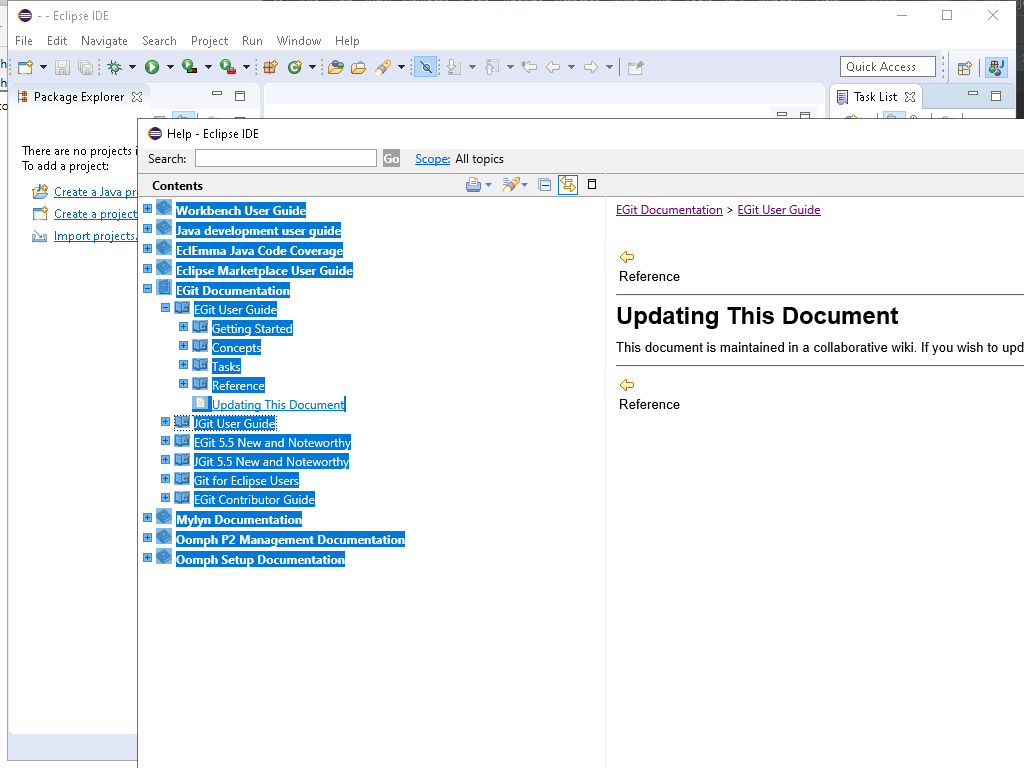 - - Eclipse IDE
File Edit Navigate Search Project Run Window Help
Quick Access
Package Explorer
Task List
There are no projects i
To add a project:
Create a Java pr
Create a project
Import projects.
Help - Eclipse IDE
Search: Go Scope: All topics
Contents
Workbench User Guide
Java development user guide
EclEmma Java Code Coverage
Eclipse Marketplace User Guide
EGit Documentation
EGit User Guide
Getting Started
Concepts
Tasks
Reference
Updating This Document
JGit User Guide
EGit 5.5 New and Noteworthy
JGit 5.5 New and Noteworthy
Git for Eclipse Users
EGit Contributor Guide
Mylyn Documentation
Oomph P2 Management Documentation
Oomph Setup Documentation
EGit Documentation > EGit User Guide
Reference
Updating This Document
This document is maintained in a collaborative wiki. If you wish to upd
Reference